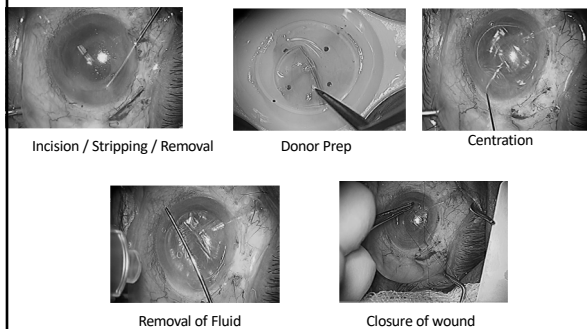 Incision / Stripping / Removal
Donor Prep
Centration
Removal of Fluid
Closure of wound